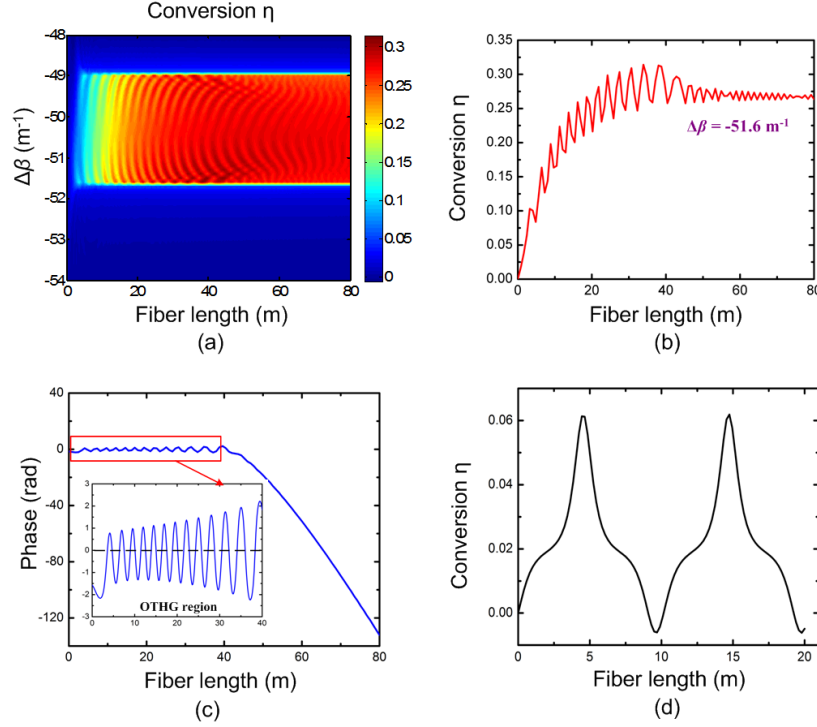 Conversion η
-48
-49
-50
-51
-52
-53
-54
Δβ (m⁻¹)
0 20 40 60 80
Fiber length (m)
0.3
0.25
0.2
0.15
0.1
0.05
0
(a)
0.35
0.30
0.25
0.20
0.15
0.10
0.05
0.00
Conversion η
Δβ = -51.6 m⁻¹
0 20 40 60 80
Fiber length (m)
(b)
40
0
-40
-80
-120
Phase (rad)
3
2
1
0
-1
-2
-3
OTHG region
0 10 20 30 40
0 20 40 60 80
Fiber length (m)
(c)
0.06
0.04
0.02
0.00
Conversion η
0 5 10 15 20
Fiber length (m)
(d)